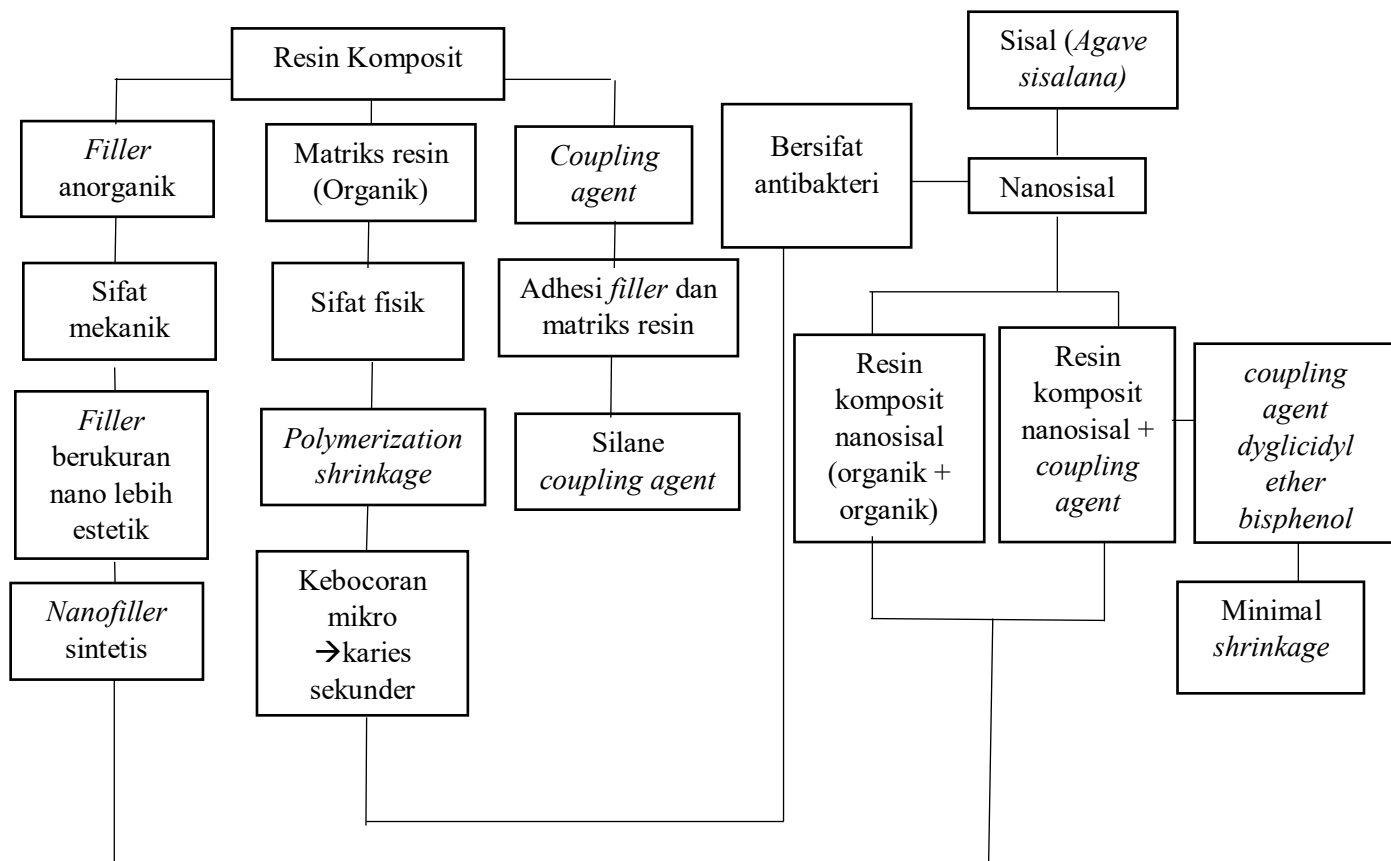 Resin Komposit
Filler
anorganik
Sifat
mekanik
Filler
berukuran
nano lebih
estetik
Nanofiller
sintetis
Matriks resin
(Organik)
Sifat fisik
Polymerization
shrinkage
Kebocoran
mikro
→karies
sekunder
Coupling
agent
Adhesi filler dan
matriks resin
Silane
coupling agent
Bersifat
antibakteri
Sisal (Agave
sisalana)
Nanosisal
Resin
komposit
nanosisal
(organik +
organik)
Resin
komposit
nanosisal +
coupling
agent
coupling
agent
dyglicidyl
ether
bisphenol
Minimal
shrinkage